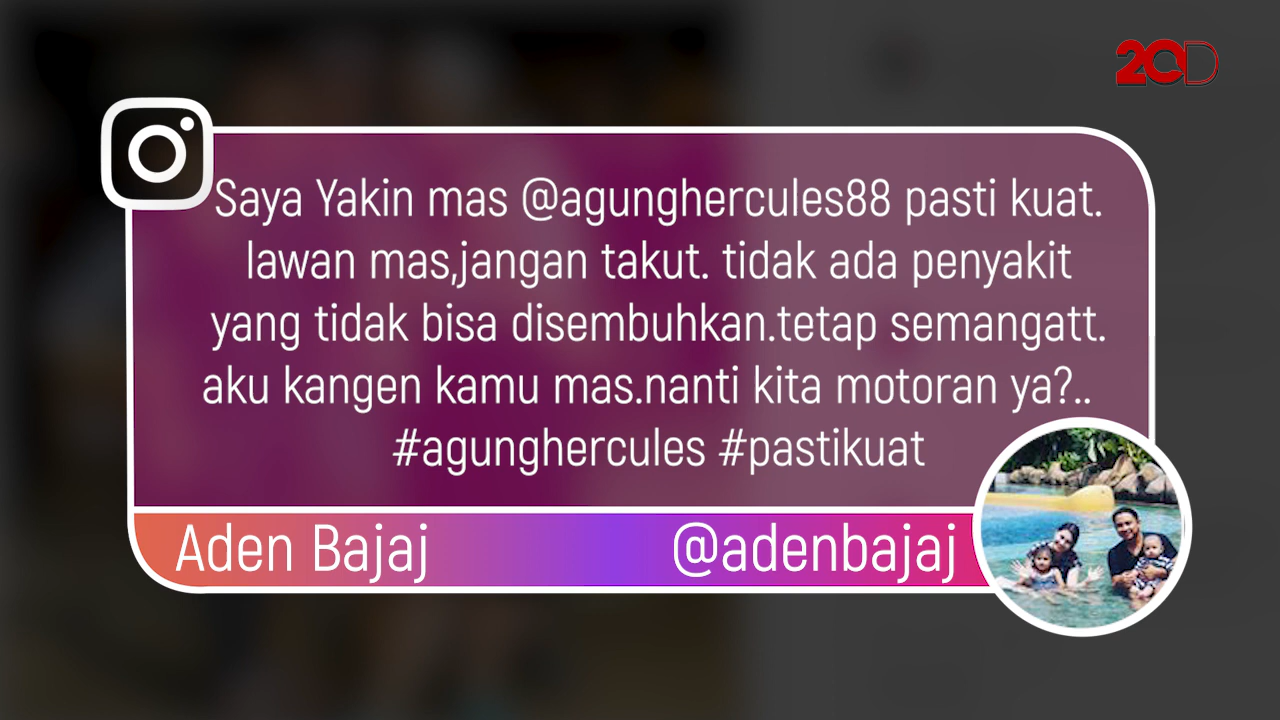 20D
Saya Yakin mas @agunghercules88 pasti kuat.
lawan mas,jangan takut. tidak ada penyakit
yang tidak bisa disembuhkan.tetap semangatt.
aku kangen kamu mas.nanti kita motoran ya?..
#agunghercules #pastikuat
Aden Bajaj @adenbajaj